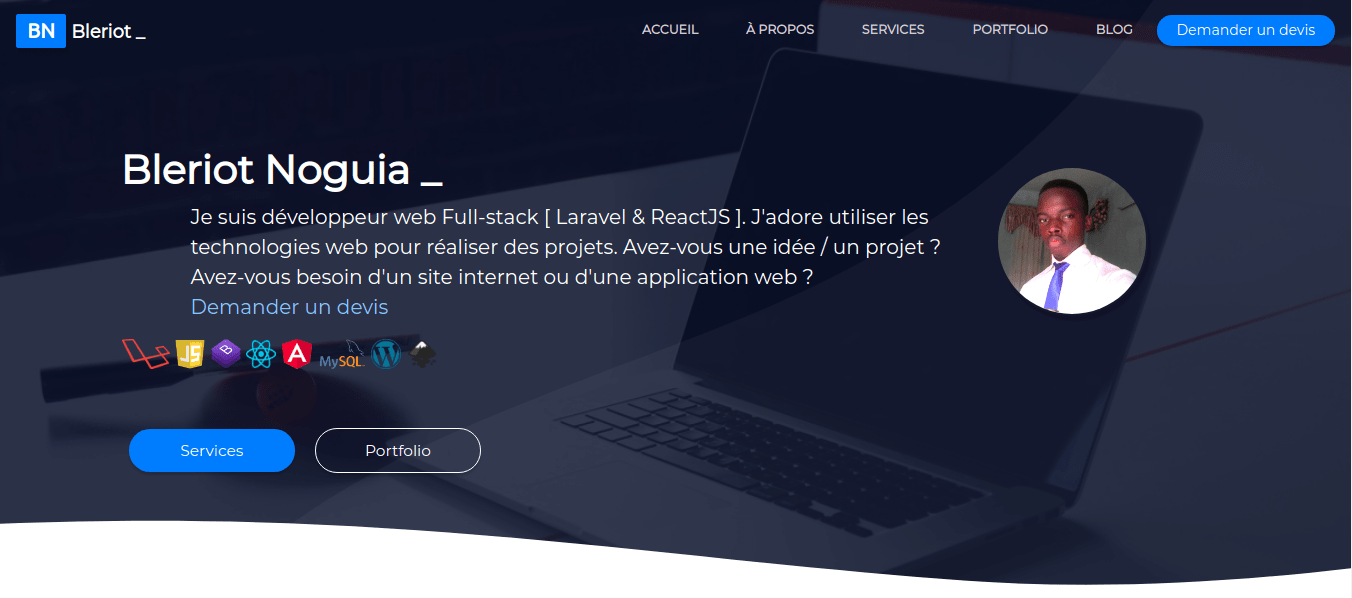 BN Bleriot _
ACCUEIL À PROPOS SERVICES PORTFOLIO BLOG Demander un devis
Bleriot Noguia _
Je suis développeur web Full-stack [ Laravel & ReactJS ]. J'adore utiliser les
technologies web pour réaliser des projets. Avez-vous une idée / un projet ?
Avez-vous besoin d'un site internet ou d'une application web ?
Demander un devis
JS B A MySQL W
Services Portfolio